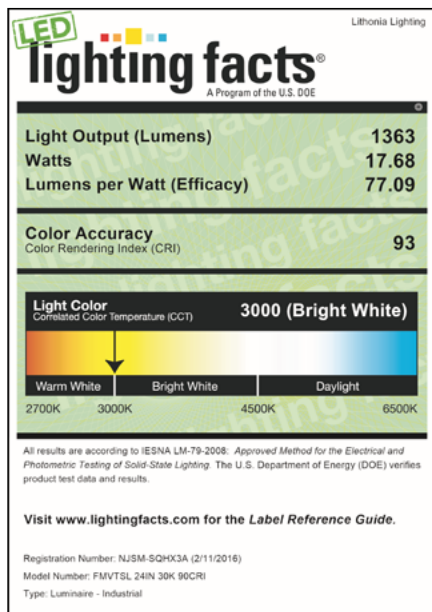 LED
Lithonia Lighting
lighting facts®
A Program of the U.S. DOE
Light Output (Lumens) 1363
Watts 17.68
Lumens per Watt (Efficacy) 77.09
Color Accuracy
Color Rendering Index (CRI) 93
Light Color
Correlated Color Temperature (CCT) 3000 (Bright White)
Warm White Bright White Daylight
2700K 3000K 4500K 6500K
All results are according to IESNA LM-79-2008: Approved Method for the Electrical and
Photometric Testing of Solid-State Lighting. The U.S. Department of Energy (DOE) verifies
product test data and results.
Visit www.lightingfacts.com for the Label Reference Guide.
Registration Number: NJSM-SQHX3A (2/11/2016)
Model Number: FMVTSL 24IN 30K 90CRI
Type: Luminaire - Industrial